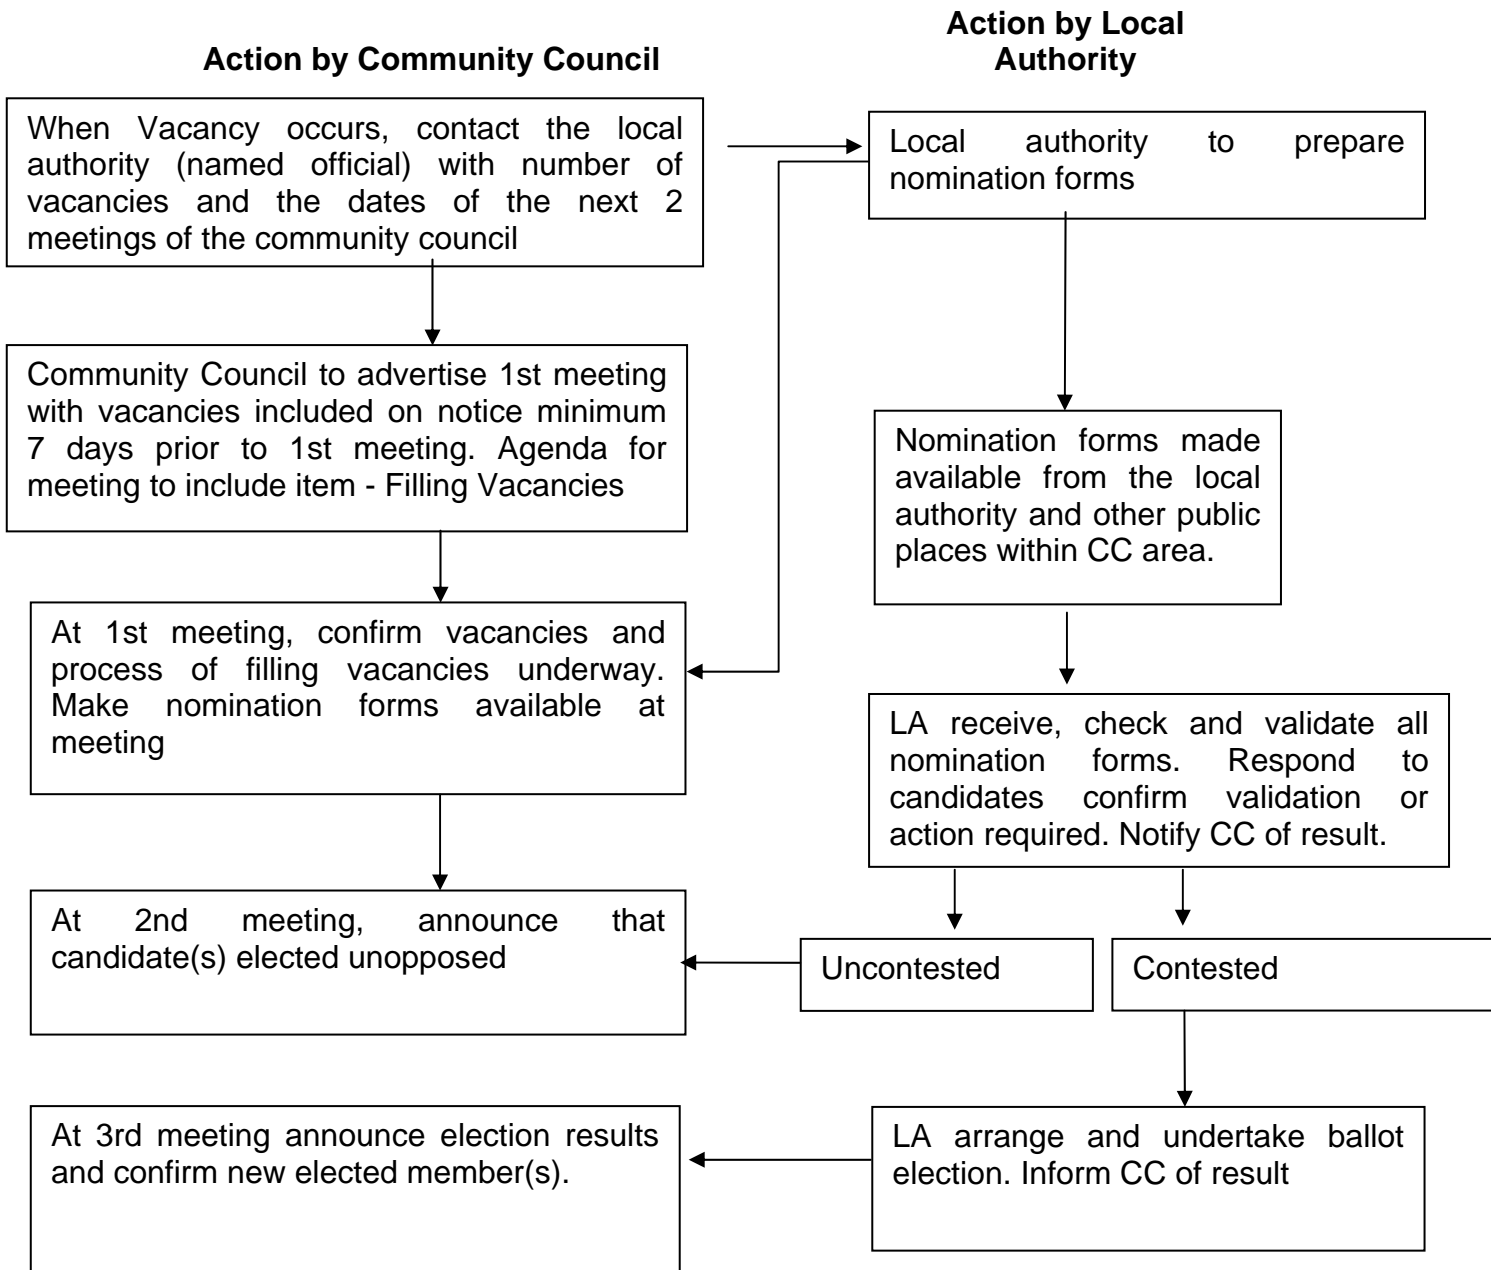 Action by Community Council
Action by Local
Authority
When Vacancy occurs, contact the local
authority (named official) with number of
vacancies and the dates of the next 2
meetings of the community council
Local authority to prepare
nomination forms
Community Council to advertise 1st meeting
with vacancies included on notice minimum
7 days prior to 1st meeting. Agenda for
meeting to include item - Filling Vacancies
Nomination forms made
available from the local
authority and other public
places within CC area.
At 1st meeting, confirm vacancies and
process of filling vacancies underway.
Make nomination forms available at
meeting
LA receive, check and validate all
nomination forms. Respond to
candidates confirm validation or
action required. Notify CC of result.
At 2nd meeting, announce that
candidate(s) elected unopposed
Uncontested
Contested
At 3rd meeting announce election results
and confirm new elected member(s).
LA arrange and undertake ballot
election. Inform CC of result